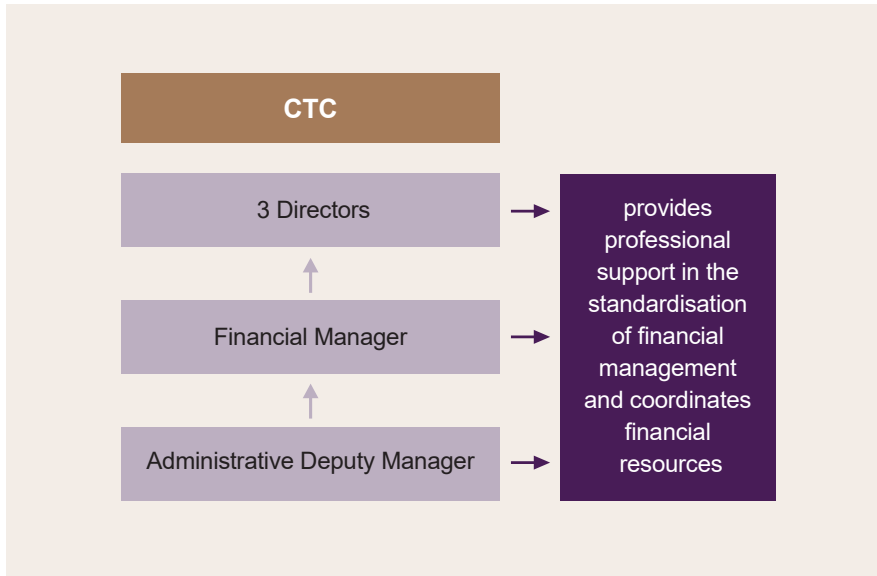 CTC
3 Directors
Financial Manager
Administrative Deputy Manager
provides
professional
support in the
standardisation
of financial
management
and coordinates
financial
resources